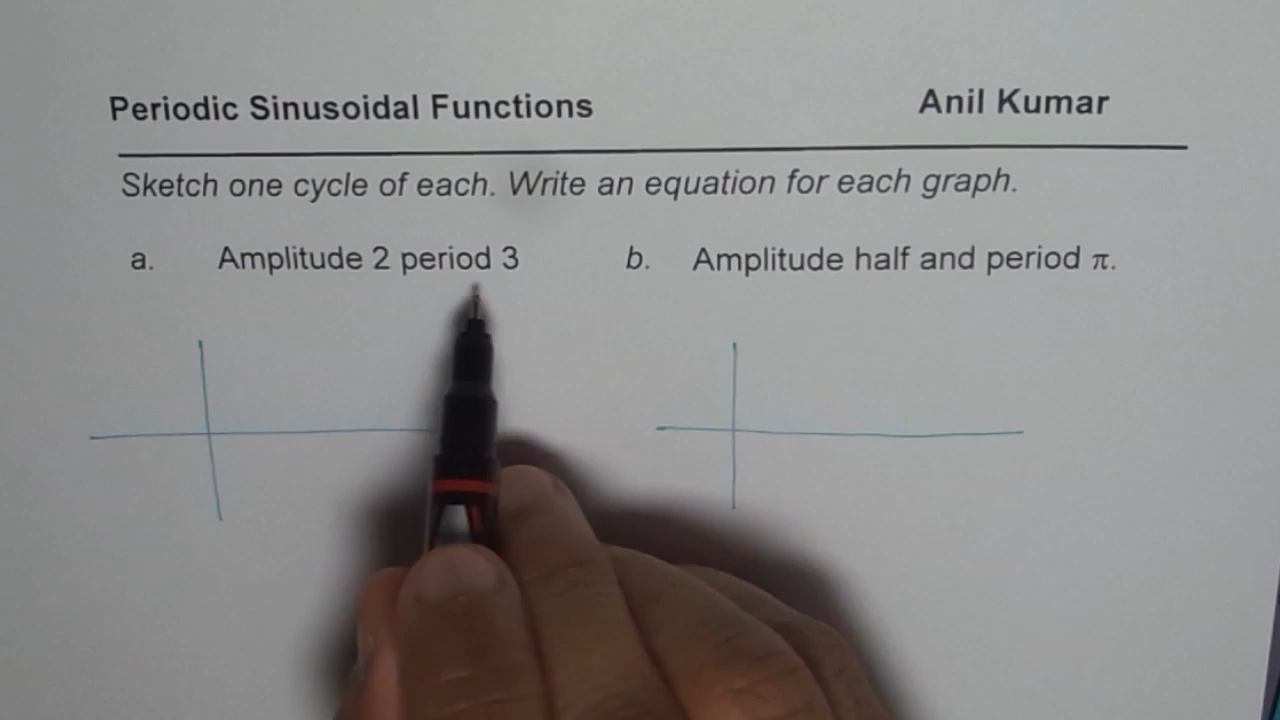 Periodic Sinusoidal Functions Anil Kumar
Sketch one cycle of each. Write an equation for each graph.
a. Amplitude 2 period 3 b. Amplitude half and period π.